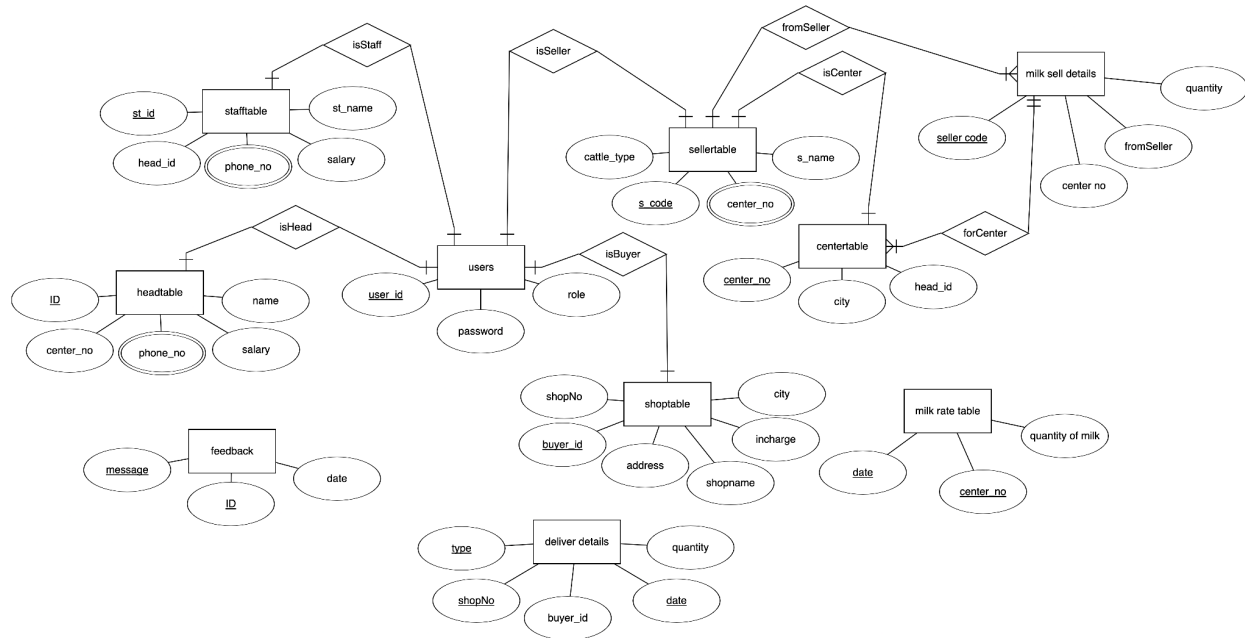 fromSeller
isStaff
isSeller
isCenter
milk sell details
quantity
st_id
stafftable
st_name
head_id
phone_no
salary
seller code
fromSeller
center no
cattle_type
sellertable
s_name
s_code
center_no
isHead
users
isBuyer
centertable
forCenter
user_id
role
password
center_no
city
head_id
ID
headtable
name
center_no
phone_no
salary
shopNo
shoptable
city
buyer_id
address
shopname
incharge
milk rate table
quantity of milk
date
center_no
message
feedback
date
ID
type
deliver details
quantity
shopNo
buyer_id
date